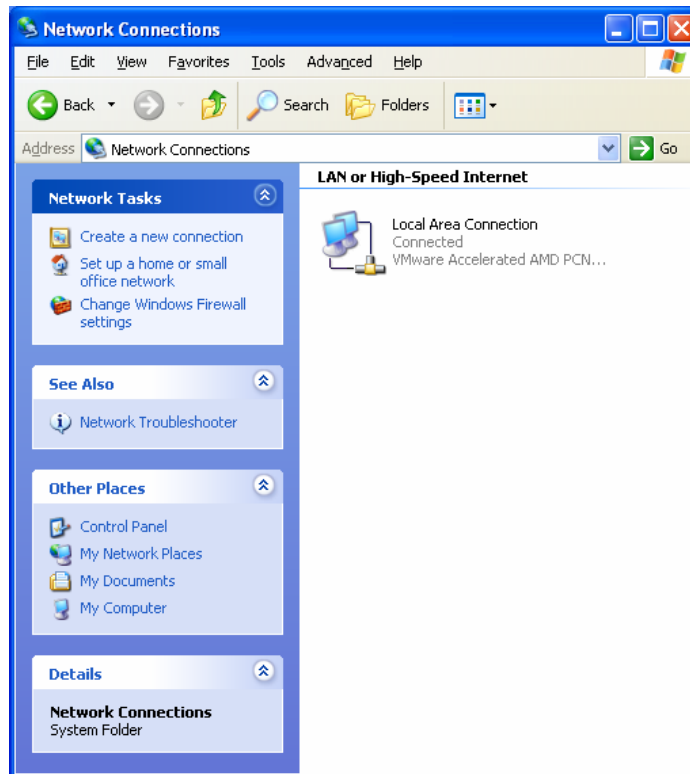 Network Connections
File Edit View Favorites Tools Advanced Help
Back Search Folders
Address Network Connections Go
Network Tasks
Create a new connection
Set up a home or small
office network
Change Windows Firewall
settings
See Also
Network Troubleshooter
Other Places
Control Panel
My Network Places
My Documents
My Computer
Details
Network Connections
System Folder
LAN or High-Speed Internet
Local Area Connection
Connected
VMware Accelerated AMD PCN...